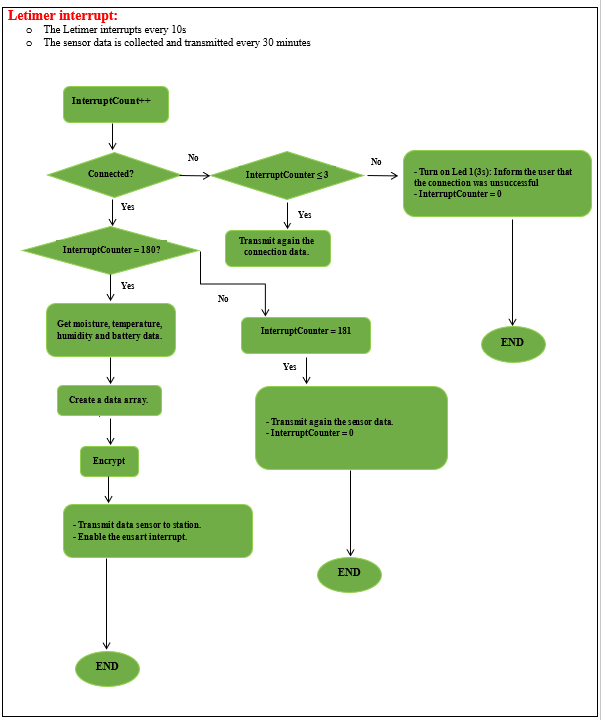 Letimer interrupt:
o The Letimer interrupts every 10s
o The sensor data is collected and transmitted every 30 minutes
InterruptCount++
Connected?
No
InterruptCounter ≤ 3
No
- Turn on Led 1(3s): Inform the user that
the connection was unsuccessful
- InterruptCounter = 0
Yes
Yes
Transmit again the
connection data.
InterruptCounter = 180?
Yes
No
END
Get moisture, temperature,
humidity and battery data.
InterruptCounter = 181
Yes
Create a data array.
- Transmit again the sensor data.
- InterruptCounter = 0
Encrypt
- Transmit data sensor to station.
- Enable the eusart interrupt.
END
END